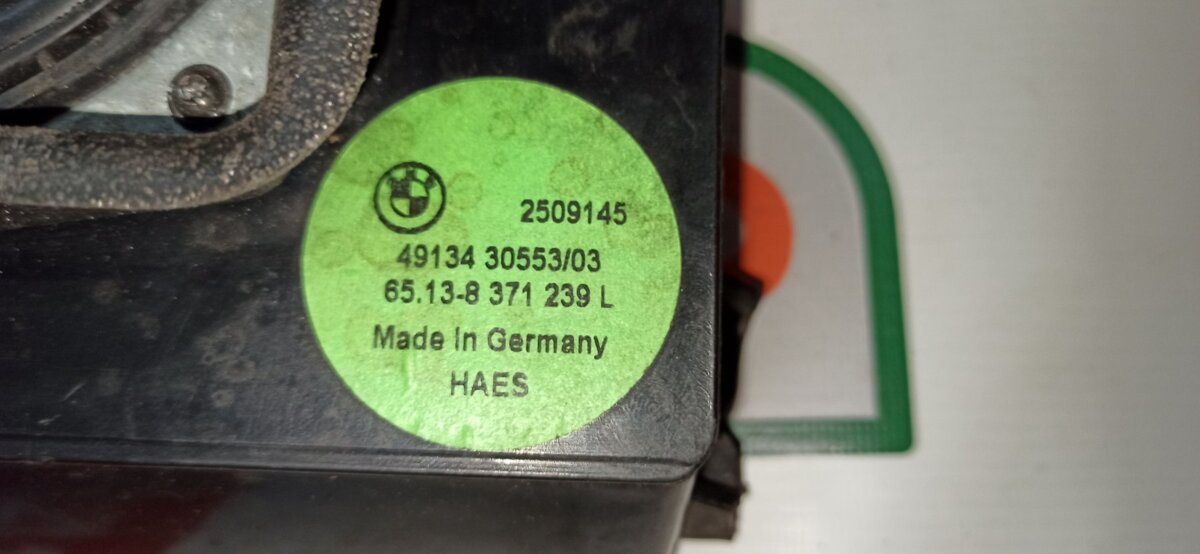 2509145
49134 30553/03
65.13-8 371 239 L
Made In Germany
HAES